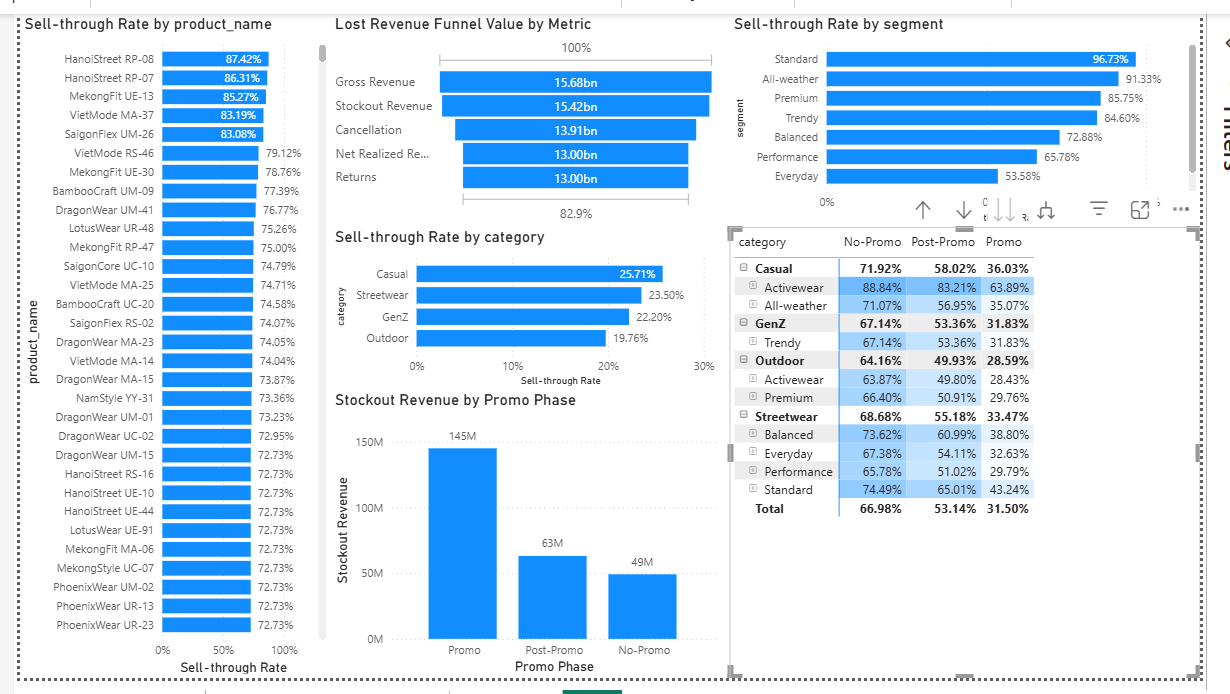 Sell-through Rate by product_name
HanoiStreet RP-08 87.42%
HanoiStreet RP-07 86.31%
MekongFit UE-13 85.27%
VietMode MA-37 83.19%
SaigonFlex UM-26 83.08%
VietMode RS-46 79.12%
MekongFit UE-30 78.76%
BambooCraft UM-09 77.39%
DragonWear UM-41 76.77%
LotusWear UR-48 75.26%
MekongFit RP-47 75.00%
SaigonCore UC-10 74.79%
VietMode MA-25 74.71%
BambooCraft UC-20 74.58%
SaigonFlex RS-02 74.07%
DragonWear MA-23 74.05%
VietMode MA-14 74.04%
DragonWear MA-15 73.87%
NamStyle YY-31 73.36%
DragonWear UM-01 73.23%
DragonWear UC-02 72.95%
DragonWear UM-15 72.73%
HanoiStreet RS-16 72.73%
HanoiStreet UE-10 72.73%
HanoiStreet UE-44 72.73%
LotusWear UE-91 72.73%
MekongFit MA-06 72.73%
MekongStyle UC-07 72.73%
PhoenixWear UM-02 72.73%
PhoenixWear UR-13 72.73%
PhoenixWear UR-23 72.73%
product_name
0% 50% 100%
Sell-through Rate
Lost Revenue Funnel Value by Metric
100%
Gross Revenue 15.68bn
Stockout Revenue 15.42bn
Cancellation 13.91bn
Net Realized Re... 13.00bn
Returns 13.00bn
82.9%
Sell-through Rate by category
Casual 25.71%
Streetwear 23.50%
GenZ 22.20%
Outdoor 19.76%
category
0% 10% 20% 30%
Sell-through Rate
Stockout Revenue by Promo Phase
150M
100M
50M
0M
Stockout Revenue
145M
63M
49M
Promo Post-Promo No-Promo
Promo Phase
Sell-through Rate by segment
Standard 96.73%
All-weather 91.33%
Premium 85.75%
Trendy 84.60%
Balanced 72.88%
Performance 65.78%
Everyday 53.58%
segment
0%
category No-Promo Post-Promo Promo
Casual 71.92% 58.02% 36.03%
Activewear 88.84% 83.21% 63.89%
All-weather 71.07% 56.95% 35.07%
GenZ 67.14% 53.36% 31.83%
Trendy 67.14% 53.36% 31.83%
Outdoor 64.16% 49.93% 28.59%
Activewear 63.87% 49.80% 28.43%
Premium 66.40% 50.91% 29.76%
Streetwear 68.68% 55.18% 33.47%
Balanced 73.62% 60.99% 38.80%
Everyday 67.38% 54.11% 32.63%
Performance 65.78% 51.02% 29.79%
Standard 74.49% 65.01% 43.24%
Total 66.98% 53.14% 31.50%